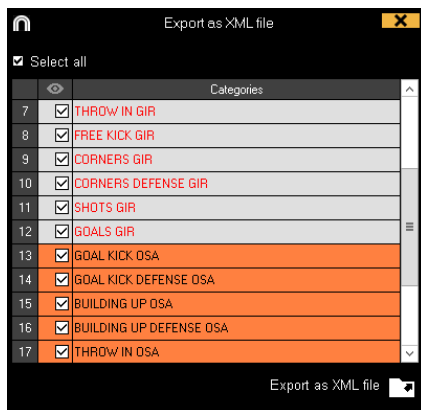 Export as XML file
Select all
Categories
7 THROW IN GIR
8 FREE KICK GIR
9 CORNERS GIR
10 CORNERS DEFENSE GIR
11 SHOTS GIR
12 GOALS GIR
13 GOAL KICK OSA
14 GOAL KICK DEFENSE OSA
15 BUILDING UP OSA
16 BUILDING UP DEFENSE OSA
17 THROW IN OSA
Export as XML file